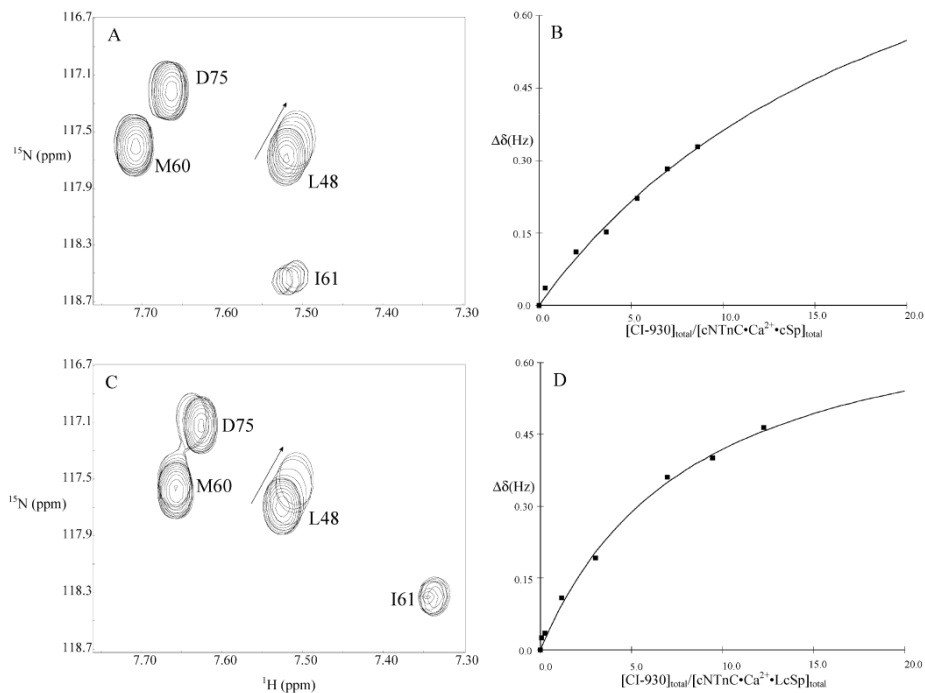 A
116.7
117.1
117.5
117.9
118.3
118.7
¹⁵N (ppm)
D75
M60
L48
I61
7.70
7.60
7.50
7.40
7.30
B
0.60
0.45
Δδ(Hz)
0.30
0.15
0.0
0.0
5.0
10.0
15.0
20.0
[CI-930]total/[cNTnC•Ca²⁺•cSp]total
C
116.7
117.1
117.5
117.9
118.3
118.7
¹⁵N (ppm)
D75
M60
L48
I61
7.70
7.60
7.50
7.40
7.30
¹H (ppm)
D
0.60
0.45
Δδ(Hz)
0.30
0.15
0.0
0.0
5.0
10.0
15.0
20.0
[CI-930]total/[cNTnC•Ca²⁺•LcSp]total